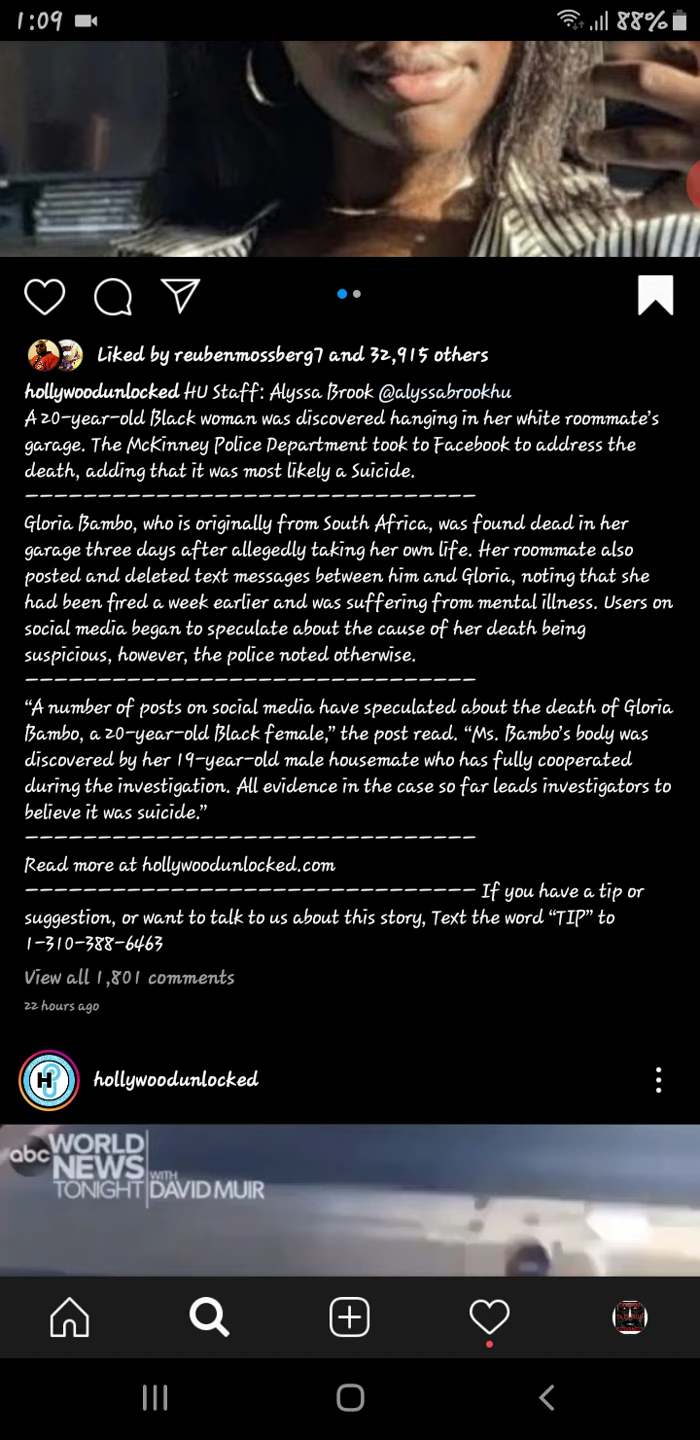 1:09
88%
Liked by reubenmossberg7 and 32,915 others
hollywoodunlocked HU Staff: Alyssa Brook @alyssabrookhu
A 20-year-old Black woman was discovered hanging in her white roommate's
garage. The McKinney Police Department took to Facebook to address the
death, adding that it was most likely a Suicide.
-------------------------------
Gloria Bambo, who is originally from South Africa, was found dead in her
garage three days after allegedly taking her own life. Her roommate also
posted and deleted text messages between him and Gloria, noting that she
had been fired a week earlier and was suffering from mental illness. Users on
social media began to speculate about the cause of her death being
suspicious, however, the police noted otherwise.
-------------------------------
“A number of posts on social media have speculated about the death of Gloria
Bambo, a 20-year-old Black female,” the post read. “Ms. Bambo's body was
discovered by her 19-year-old male housemate who has fully cooperated
during the investigation. All evidence in the case so far leads investigators to
believe it was suicide.”
-------------------------------
Read more at hollywoodunlocked.com
------------------------------- If you have a tip or
suggestion, or want to talk to us about this story, Text the word “TIP” to
1-310-388-6463
View all 1,801 comments
22 hours ago
H hollywoodunlocked
abc WORLD
NEWS WITH
TONIGHT DAVID MUIR